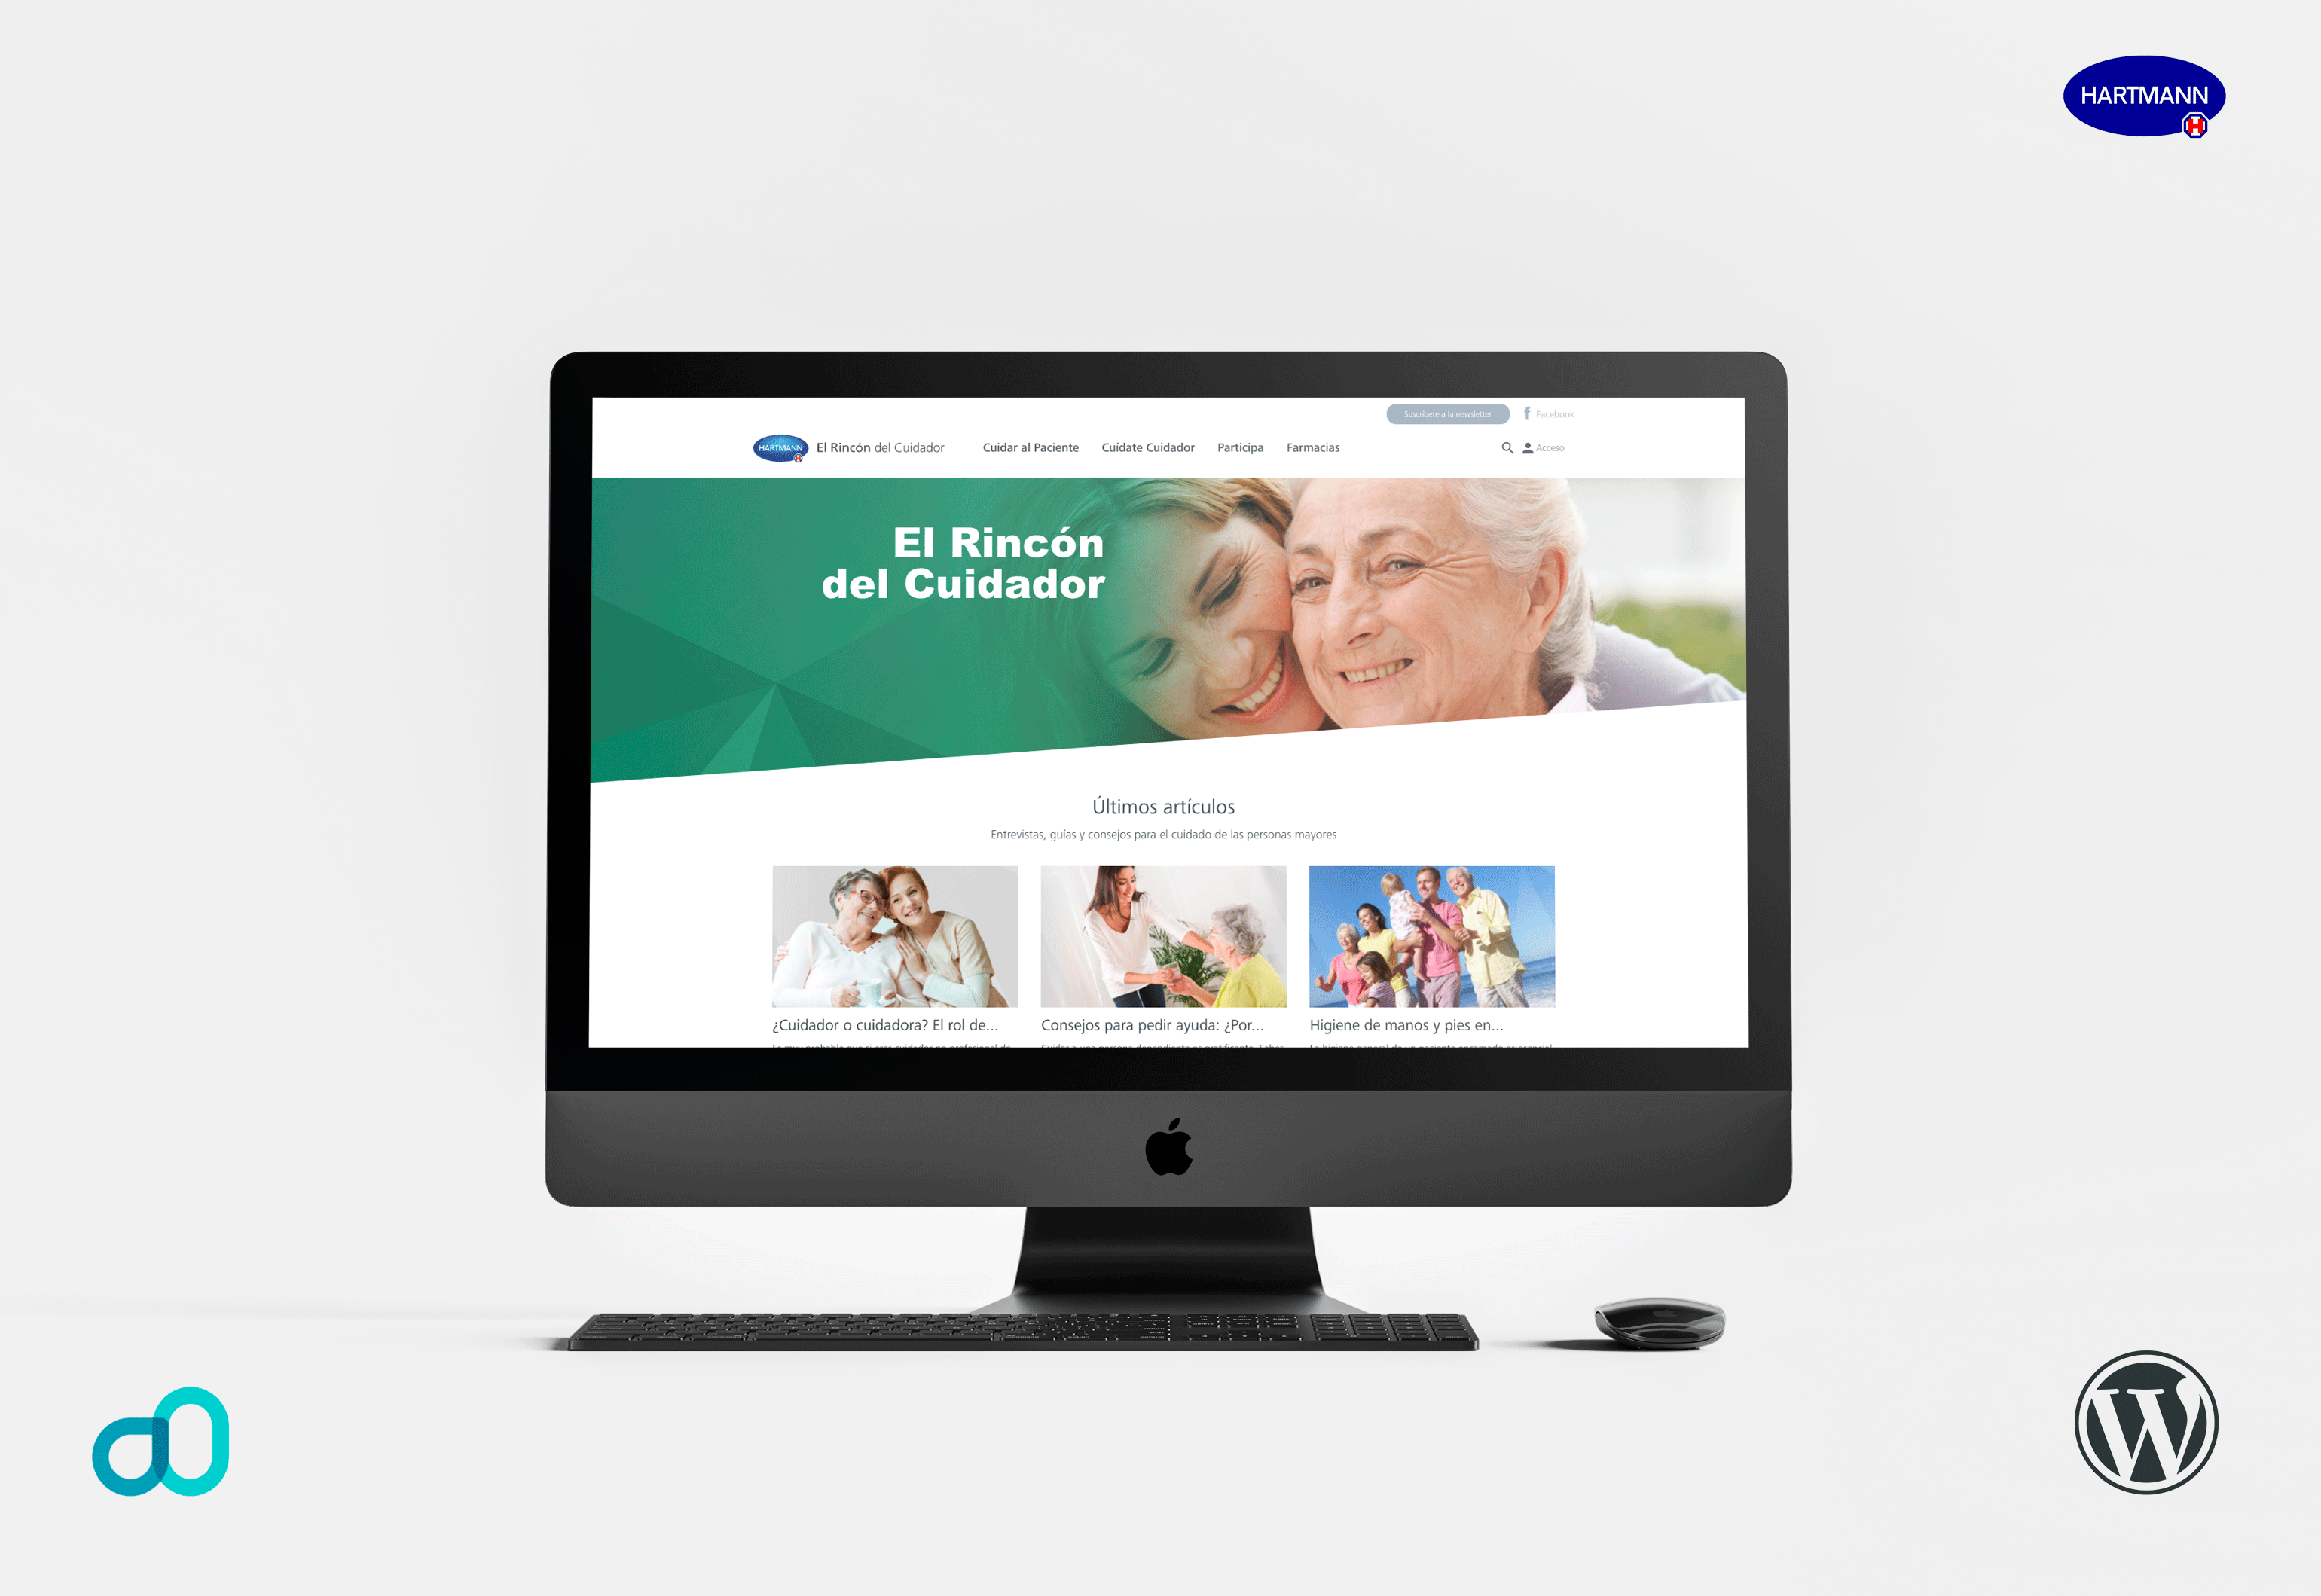 HARTMANN
H
Suscríbete a la newsletter
Facebook
HARTMANN
El Rincón del Cuidador
Cuidar al Paciente
Cuídate Cuidador
Participa
Farmacias
Acceso
El Rincón
del Cuidador
Últimos artículos
Entrevistas, guías y consejos para el cuidado de las personas mayores
¿Cuidador o cuidadora? El rol de...
Consejos para pedir ayuda: ¿Por...
Higiene de manos y pies en...